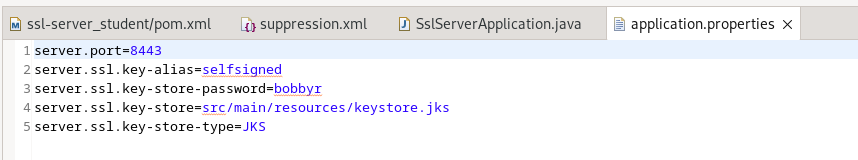 ssl-server_student/pom.xml suppression.xml SslServerApplication.java application.properties
1 server.port=8443
2 server.ssl.key-alias=selfsigned
3 server.ssl.key-store-password=bobbyr
4 server.ssl.key-store=src/main/resources/keystore.jks
5 server.ssl.key-store-type=JKS